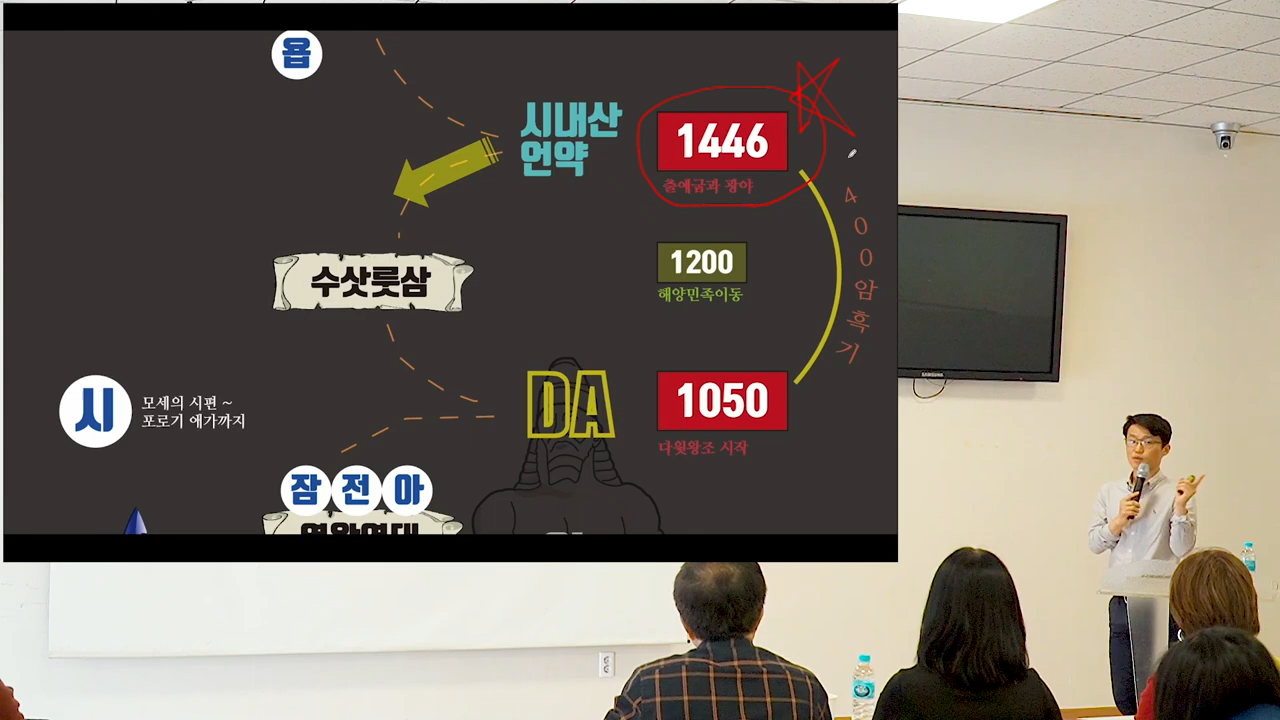 욥
시내산
언약
1446
출애굽과 광야
400암흑기
1200
해양민족이동
수삿룻삼
시
모세의 시편 ~
포로기 애가까지
DA
1050
다윗왕조 시작
잠 전 아
SAMSUNG